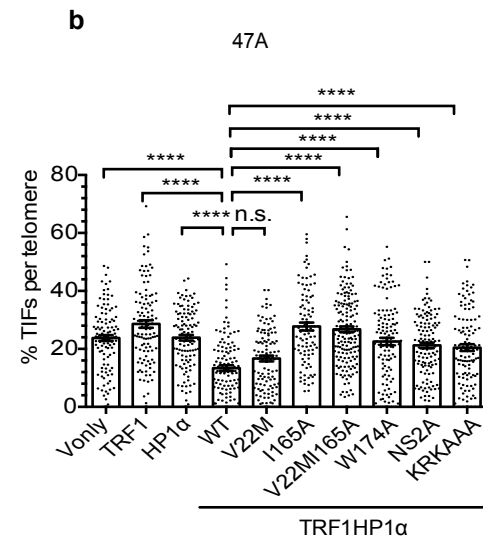 b
47A
****
****
****
****
****
****
****
**** n.s.
% TIFs per telomere
80
60
40
20
0
Vonly
TRF1
HP1α
WT
V22M
I165A
V22MI165A
W174A
NS2A
KRKAAA
TRF1HP1α